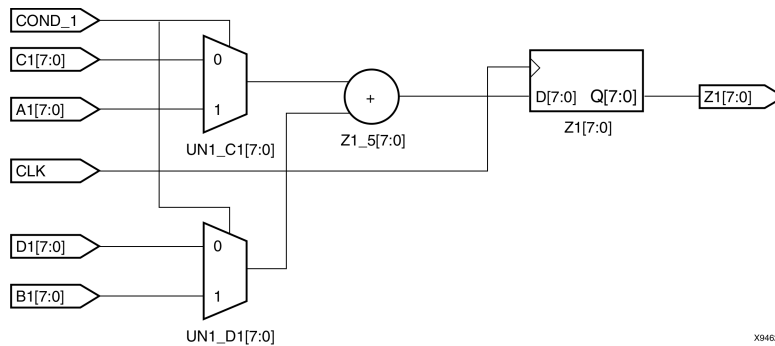 COND_1
C1[7:0]
0
A1[7:0]
1
UN1_C1[7:0]
+
Z1_5[7:0]
D[7:0] Q[7:0]
Z1[7:0]
Z1[7:0]
CLK
D1[7:0]
0
B1[7:0]
1
UN1_D1[7:0]